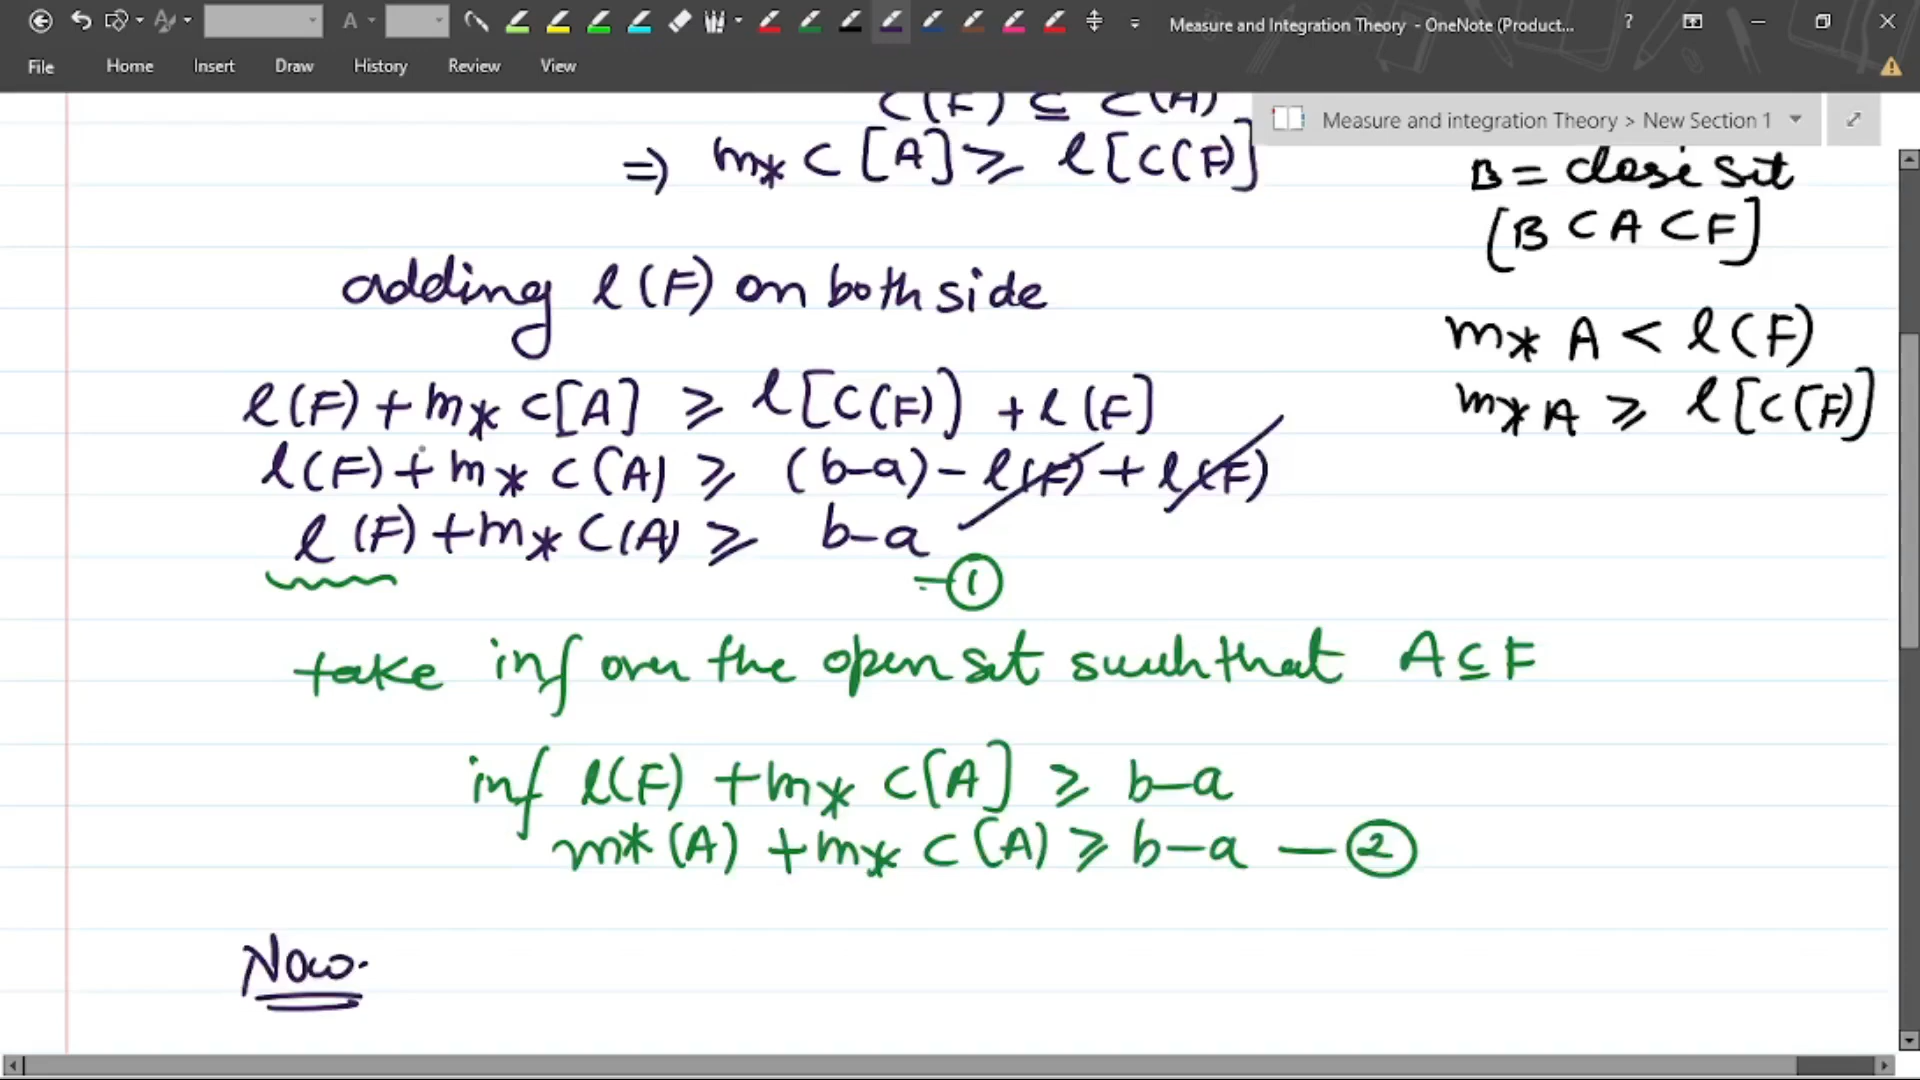 Measure and Integration Theory - OneNote (Product...
File Home Insert Draw History Review View
Measure and integration Theory > New Section 1
C(F) ⊆ C(A)
⇒ m* C [A] ≥ l [C(F)]
B = close set
[B ⊂ A ⊂ F]
adding l(F) on both side
m* A < l(F)
m* A ≥ l [C(F)]
l(F) + m* C[A] ≥ l [C(F)] + l[F]
l(F) + m* C(A) ≥ (b-a) - l(F) + l(F)
l(F) + m* C(A) ≥ b-a
- ①
take inf over the open set such that A ⊆ F
inf l(F) + m* C[A] ≥ b-a
m*(A) + m* C(A) ≥ b-a — ②
Now.